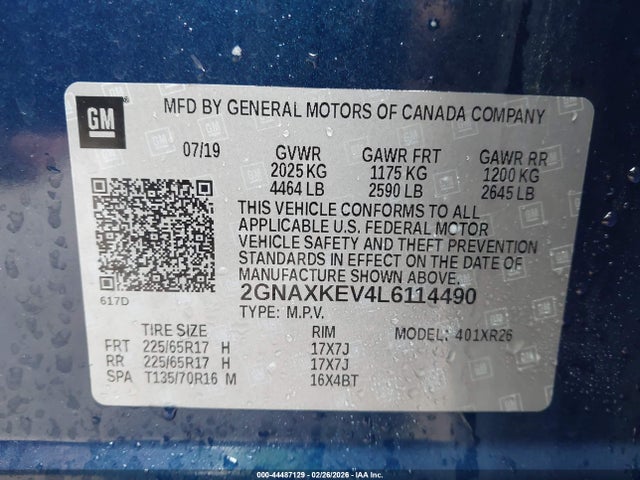 GM
MFD BY GENERAL MOTORS OF CANADA COMPANY
07/19 GVWR GAWR FRT GAWR RR
2025 KG 1175 KG 1200 KG
4464 LB 2590 LB 2645 LB
THIS VEHICLE CONFORMS TO ALL
APPLICABLE U.S. FEDERAL MOTOR
VEHICLE SAFETY AND THEFT PREVENTION
STANDARDS IN EFFECT ON THE DATE OF
MANUFACTURE SHOWN ABOVE.
617D 2GNAXKEV4L6114490
TYPE: M.P.V.
TIRE SIZE RIM MODEL: 401XR26
FRT 225/65R17 H 17X7J
RR 225/65R17 H 17X7J
SPA T135/70R16 M 16X4BT
000-44487129 - 02/26/2026 - IAA Inc.